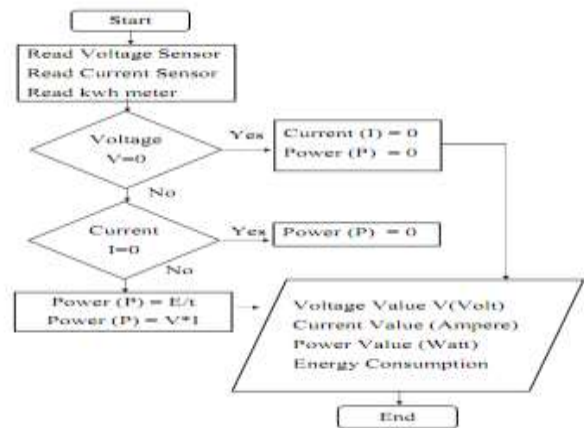 Start
Read Voltage Sensor
Read Current Sensor
Read kwh meter
Voltage
V=0
Yes
Current (I) = 0
Power (P) = 0
No
Current
I=0
Yes
Power (P) = 0
No
Power (P) = E/t
Power (P) = V*I
Voltage Value V(Volt)
Current Value (Ampere)
Power Value (Watt)
Energy Consumption
End